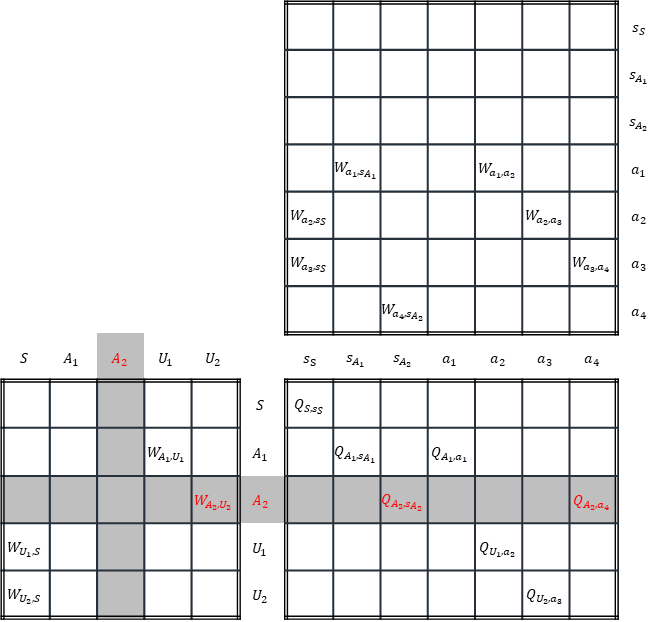 s_S
s_{A_1}
s_{A_2}
W_{a_1,s_{A_1}} W_{a_1,a_2} a_1
W_{a_2,s_S} W_{a_2,a_3} a_2
W_{a_3,s_S} W_{a_3,a_4} a_3
W_{a_4,s_{A_2}} a_4
S A_1 A_2 U_1 U_2 s_S s_{A_1} s_{A_2} a_1 a_2 a_3 a_4
S Q_{S,s_S}
W_{A_1,U_1} A_1 Q_{A_1,s_{A_1}} Q_{A_1,a_1}
W_{A_2,U_2} A_2 Q_{A_2,s_{A_2}} Q_{A_2,a_4}
W_{U_1,S} U_1 Q_{U_1,a_2}
W_{U_2,S} U_2 Q_{U_2,a_3}